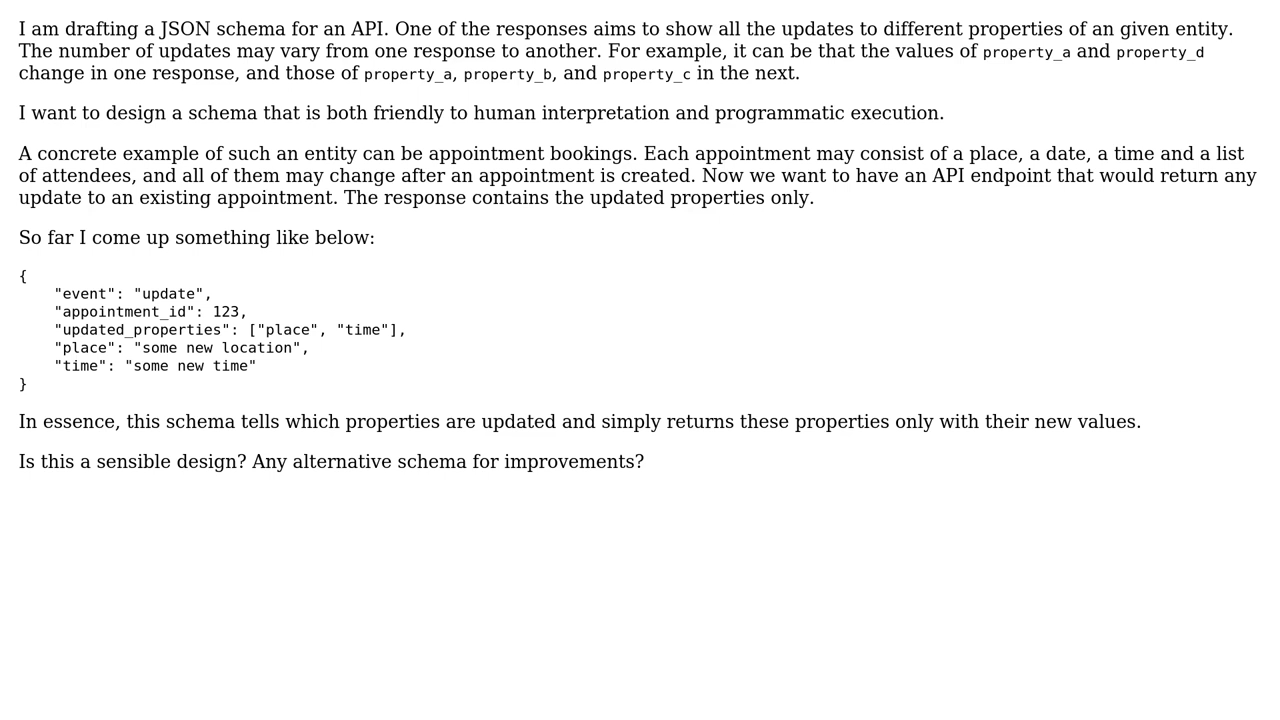 I am drafting a JSON schema for an API. One of the responses aims to show all the updates to different properties of an given entity.
The number of updates may vary from one response to another. For example, it can be that the values of property_a and property_d
change in one response, and those of property_a, property_b, and property_c in the next.
I want to design a schema that is both friendly to human interpretation and programmatic execution.
A concrete example of such an entity can be appointment bookings. Each appointment may consist of a place, a date, a time and a list
of attendees, and all of them may change after an appointment is created. Now we want to have an API endpoint that would return any
update to an existing appointment. The response contains the updated properties only.
So far I come up something like below:
{
    "event": "update",
    "appointment_id": 123,
    "updated_properties": ["place", "time"],
    "place": "some new location",
    "time": "some new time"
}
In essence, this schema tells which properties are updated and simply returns these properties only with their new values.
Is this a sensible design? Any alternative schema for improvements?